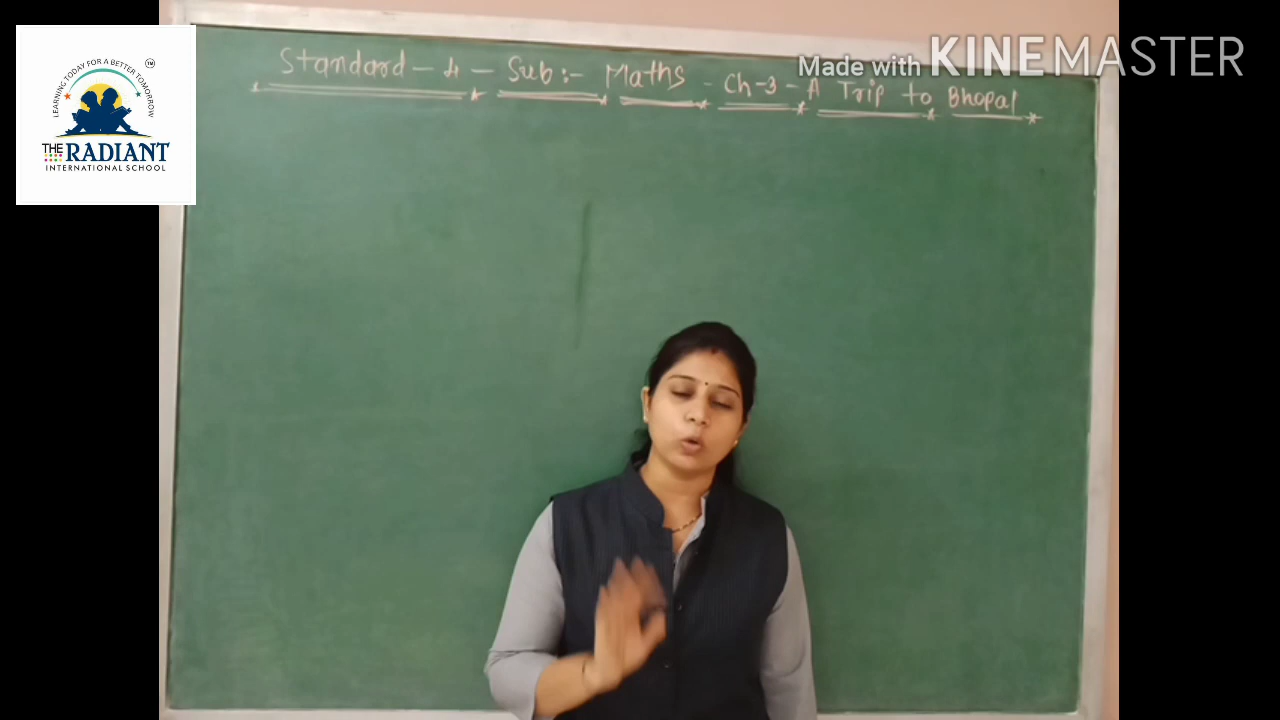 Standard - 4 - Sub:- Maths - Ch-3 - A Trip to Bhopal
Made with KINEMASTER
LEARNING TODAY FOR A BETTER TOMORROW
TM
THE RADIANT
INTERNATIONAL SCHOOL